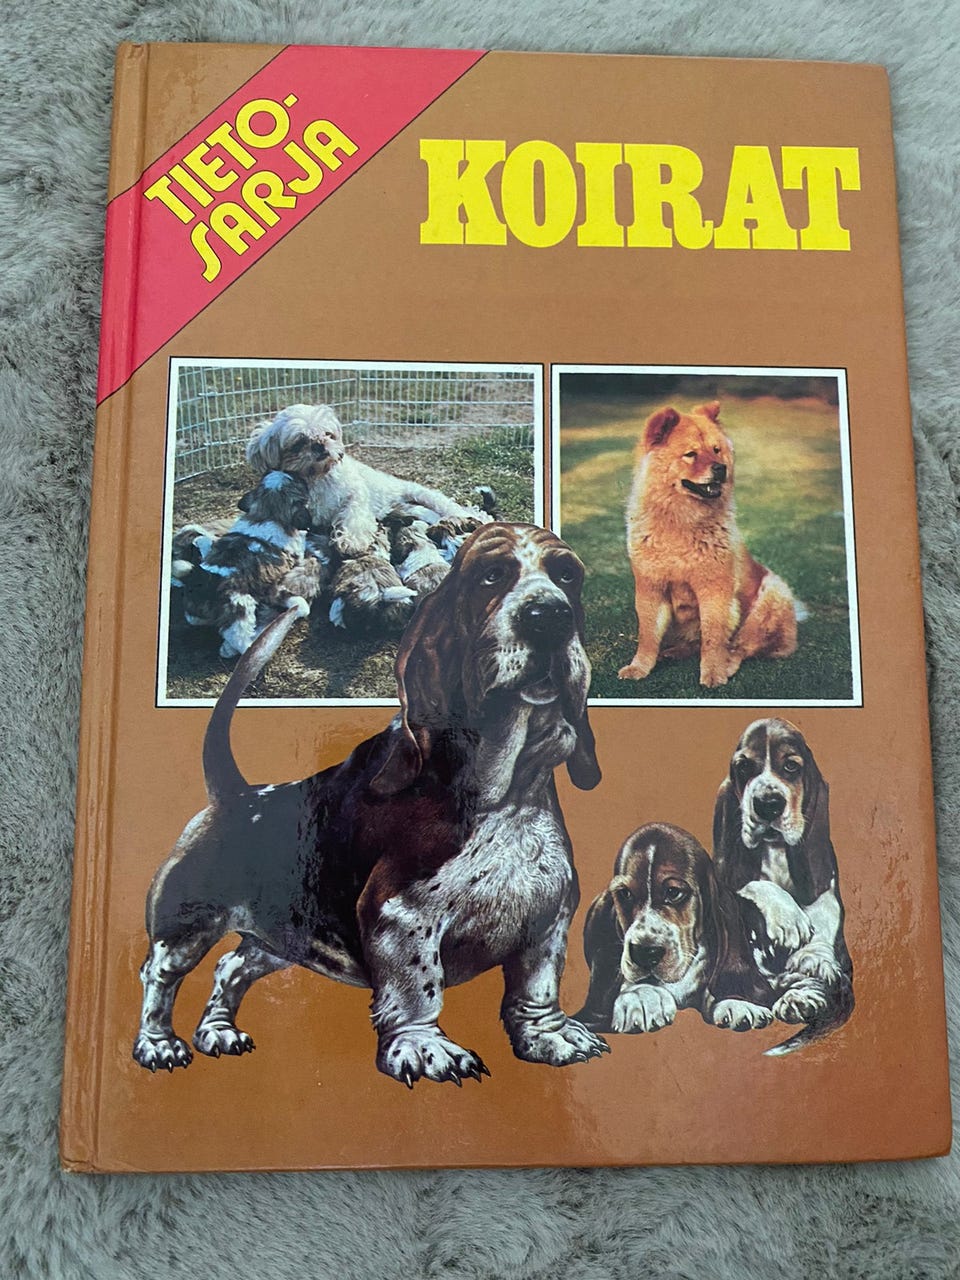 TIETO-
SARJA
KOIRAT